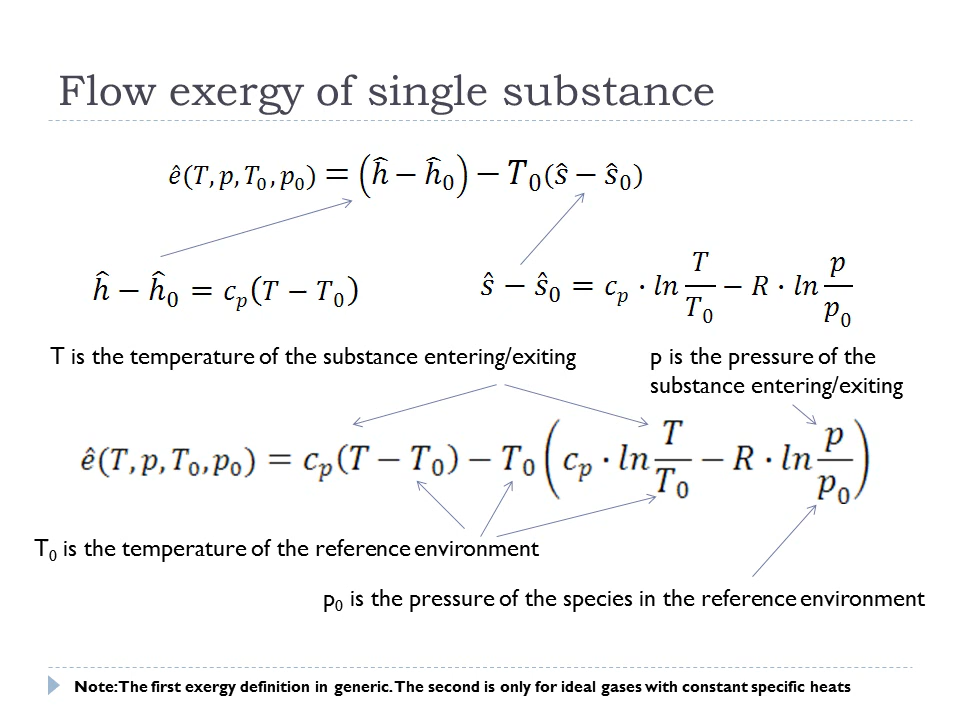 Flow exergy of single substance
ê(T, p, T₀, p₀) = (ĥ − ĥ₀) − T₀(ŝ − ŝ₀)
ĥ − ĥ₀ = cₚ(T − T₀)
ŝ − ŝ₀ = cₚ · ln T/T₀ − R · ln p/p₀
T is the temperature of the substance entering/exiting
p is the pressure of the
substance entering/exiting
ê(T, p, T₀, p₀) = cₚ(T − T₀) − T₀(cₚ · ln T/T₀ − R · ln p/p₀)
T₀ is the temperature of the reference environment
p₀ is the pressure of the species in the reference environment
Note: The first exergy definition in generic. The second is only for ideal gases with constant specific heats